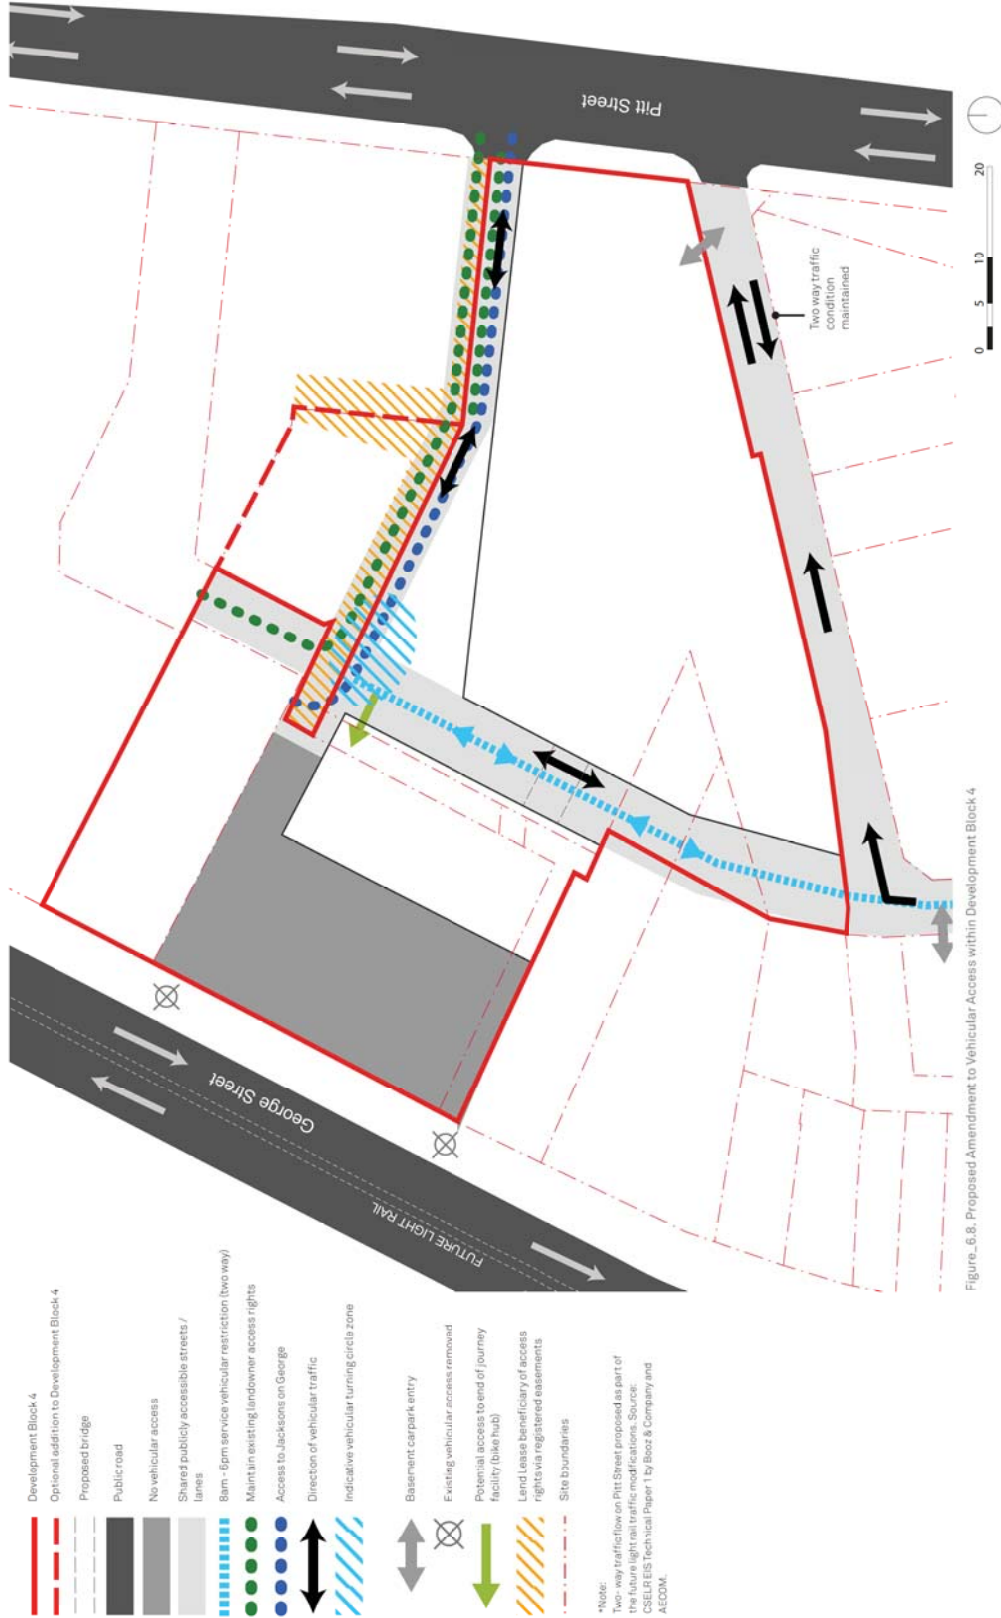 Pitt Street
George Street
FUTURE LIGHT RAIL
Two way traffic
condition
maintained
0 5 10 20
Development Block 4
Optional addition to Development Block 4
Proposed bridge
Public road
No vehicular access
Shared publicly accessible streets /
lanes
8am - 6pm service vehicular restriction (two way)
Maintain existing landowner access rights
Access to Jacksons on George
Direction of vehicular traffic
Indicative vehicular turning circle zone
Basement carpark entry
Existing vehicular access removed
Potential access to end of journey
facility (bike hub)
Lend Lease beneficiary of access
rights via registered easements
Site boundaries
*Note:
Two- way traffic flow on Pitt Street proposed as part of
the future light rail traffic modifications. Source:
CSELR EIS Technical Paper 1 by Booz & Company and
AECOM.
Figure_6.8. Proposed Amendment to Vehicular Access within Development Block 4